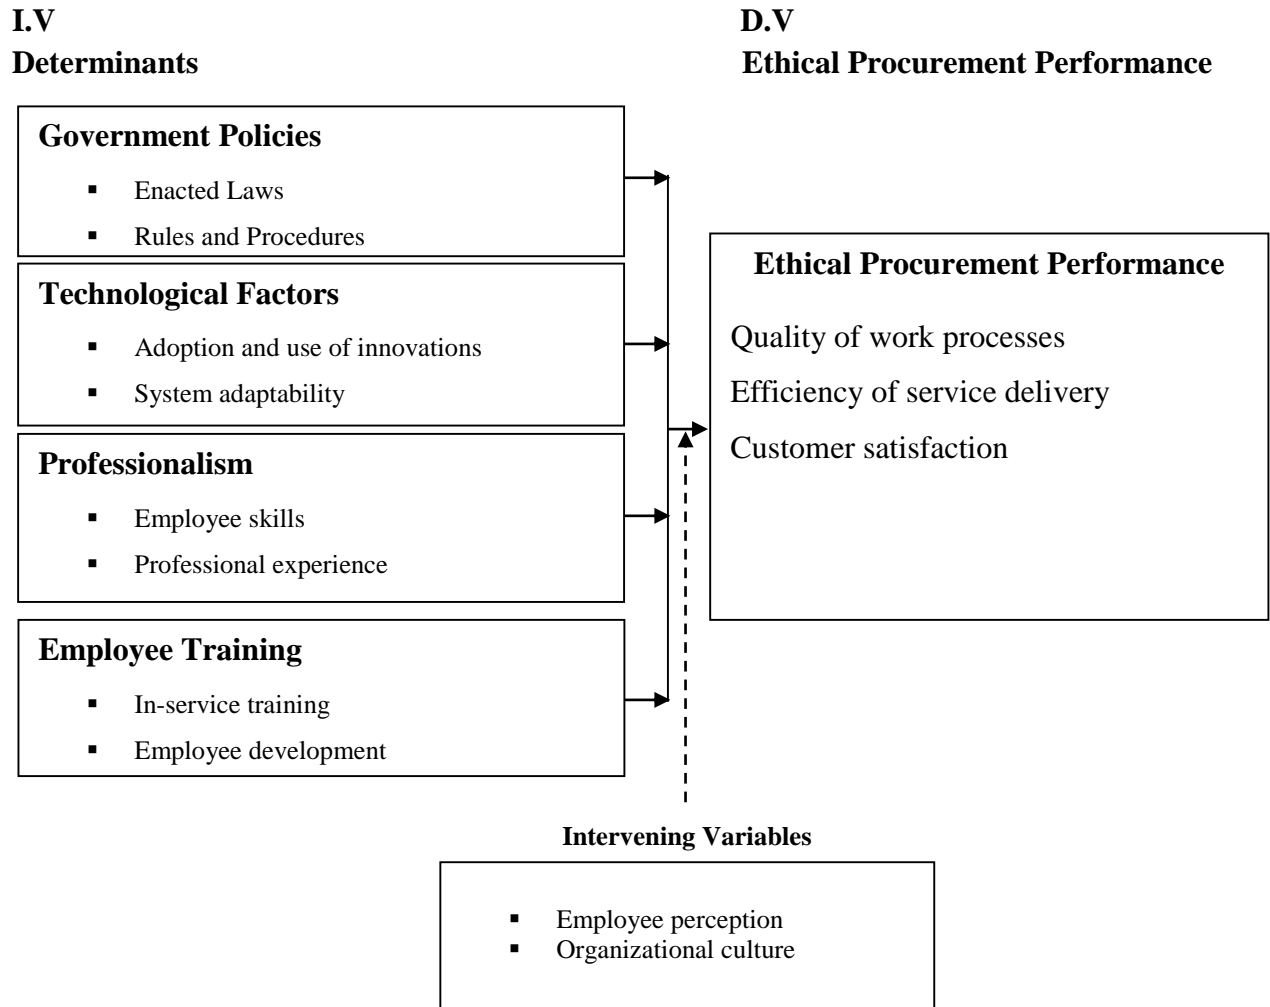 I.V
D.V
Determinants
Ethical Procurement Performance
Government Policies
▪ Enacted Laws
▪ Rules and Procedures
Technological Factors
▪ Adoption and use of innovations
▪ System adaptability
Professionalism
▪ Employee skills
▪ Professional experience
Employee Training
▪ In-service training
▪ Employee development
Ethical Procurement Performance
Quality of work processes
Efficiency of service delivery
Customer satisfaction
Intervening Variables
▪ Employee perception
▪ Organizational culture